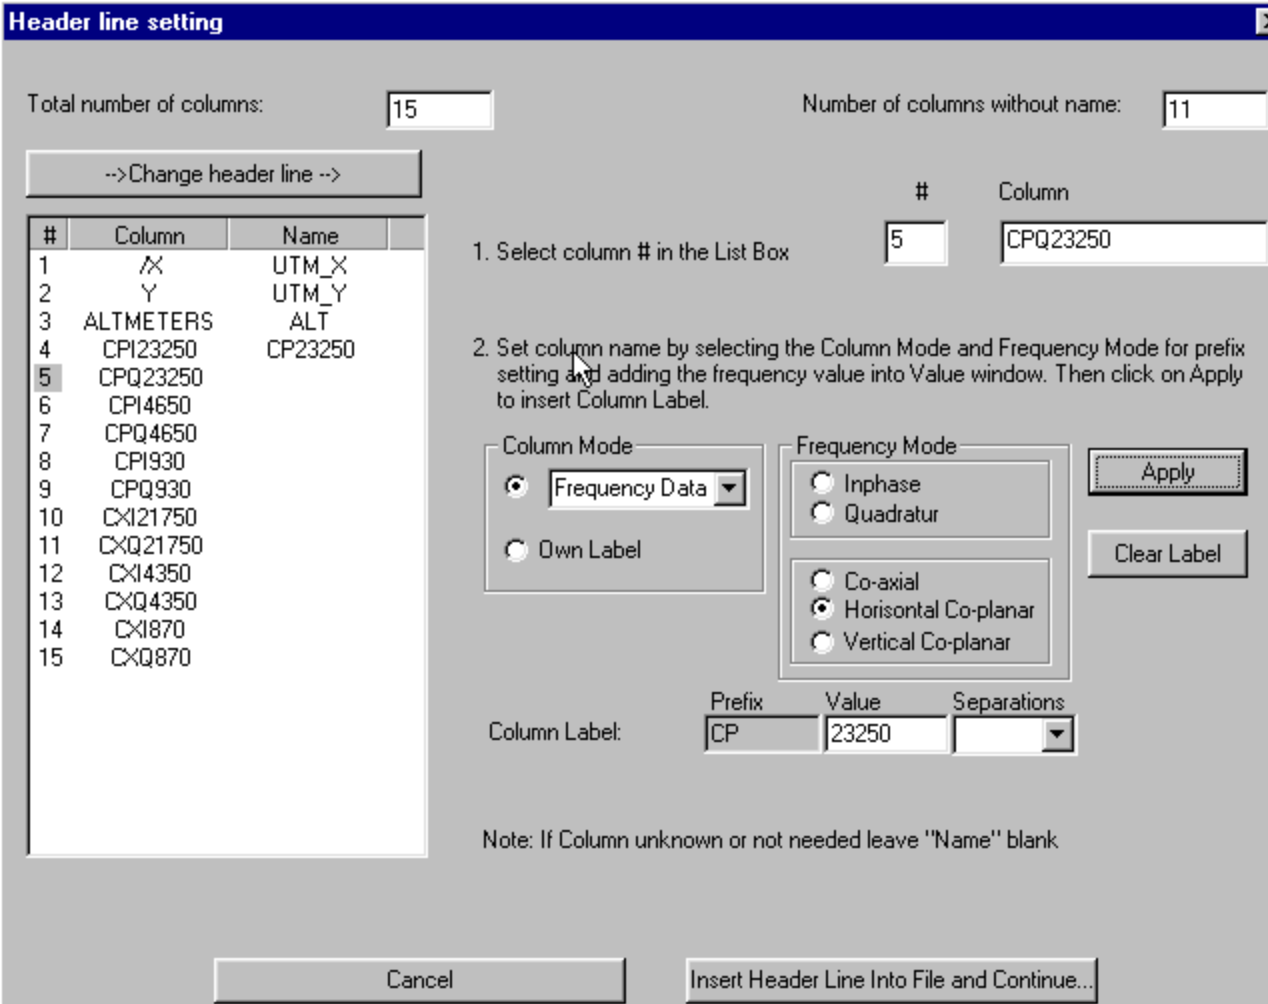 Header line setting
Total number of columns: 15
Number of columns without name: 11
-->Change header line -->
# Column
# Column Name
1 /X UTM_X
2 Y UTM_Y
3 ALTMETERS ALT
4 CPI23250 CP23250
5 CPQ23250
6 CPI4650
7 CPQ4650
8 CPI930
9 CPQ930
10 CXI21750
11 CXQ21750
12 CXI4350
13 CXQ4350
14 CXI870
15 CXQ870
1. Select column # in the List Box 5 CPQ23250
2. Set column name by selecting the Column Mode and Frequency Mode for prefix
setting and adding the frequency value into Value window. Then click on Apply
to insert Column Label.
Column Mode
Frequency Data
Own Label
Frequency Mode
Inphase
Quadratur
Co-axial
Horisontal Co-planar
Vertical Co-planar
Apply
Clear Label
Prefix Value Separations
Column Label: CP 23250
Note: If Column unknown or not needed leave "Name" blank
Cancel
Insert Header Line Into File and Continue...